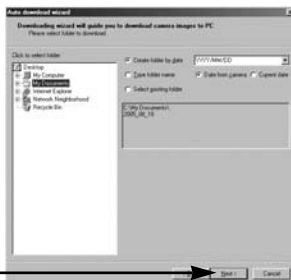 Auto download wizard
Downloading wizard will guide you to download camera images to PC
Please select folder to download.
Click to select folder
Desktop
My Computer
My Documents
Internet Explorer
Network Neighborhood
Recycle Bin
Create folder by date
YYYY/MM/DD
Type folder name
Date from camera
Current date
Select existing folder
C:\My Documents\
2005_08_18
Next >
Cancel